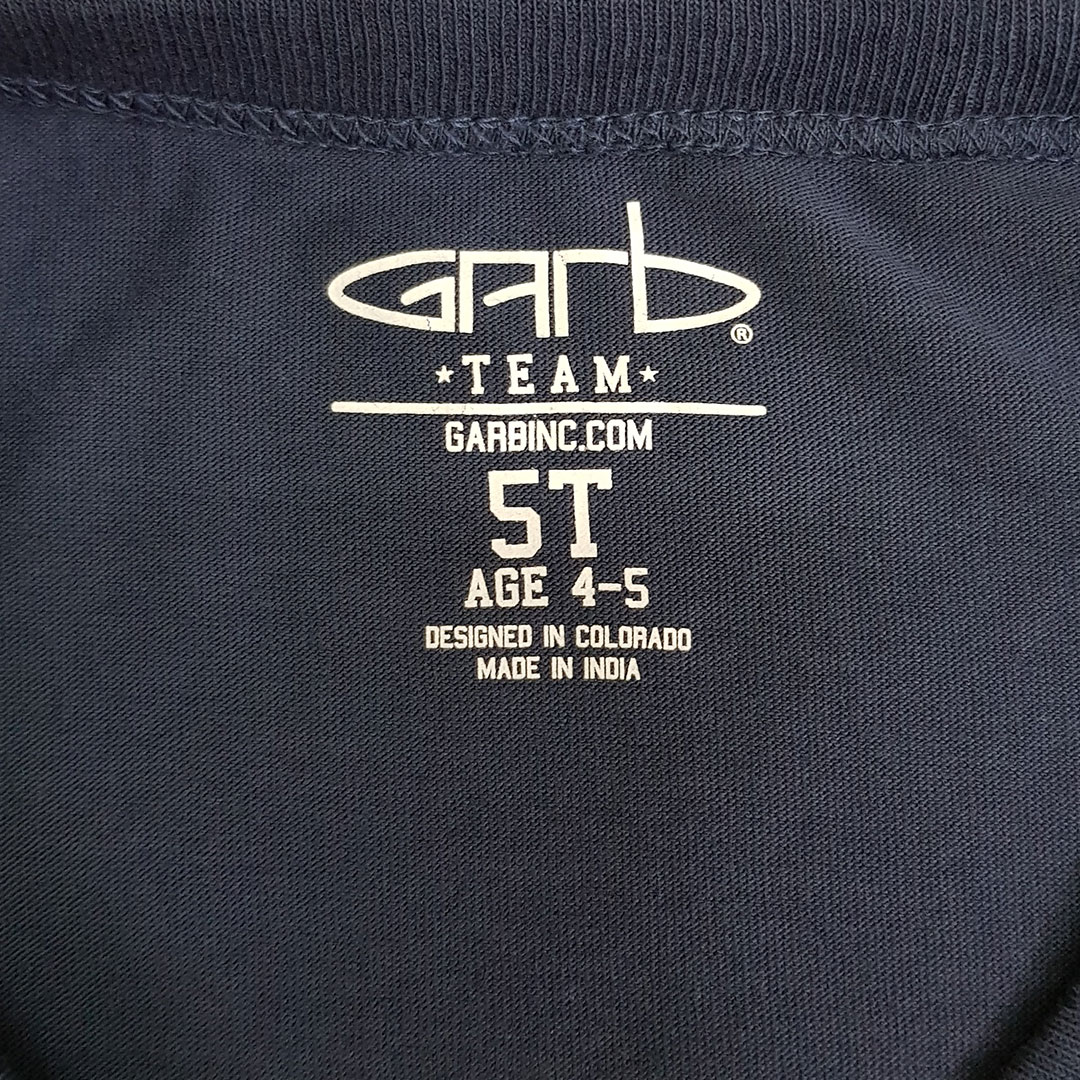 GARb®
★TEAM★
GARBINC.COM
5T
AGE 4-5
DESIGNED IN COLORADO
MADE IN INDIA